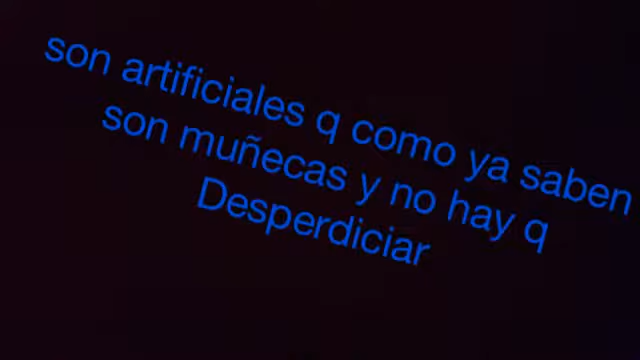 son artificiales q como ya saben
son muñecas y no hay q
Desperdiciar